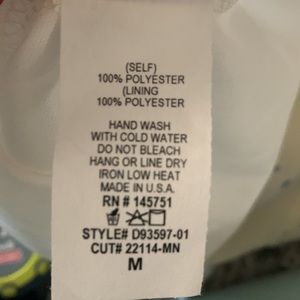 (SELF)
100% POLYESTER
(LINING
100% POLYESTER
HAND WASH
WITH COLD WATER
DO NOT BLEACH
HANG OR LINE DRY
IRON LOW HEAT
MADE IN U.S.A.
RN # 145751
STYLE# D93597-01
CUT# 22114-MN
M